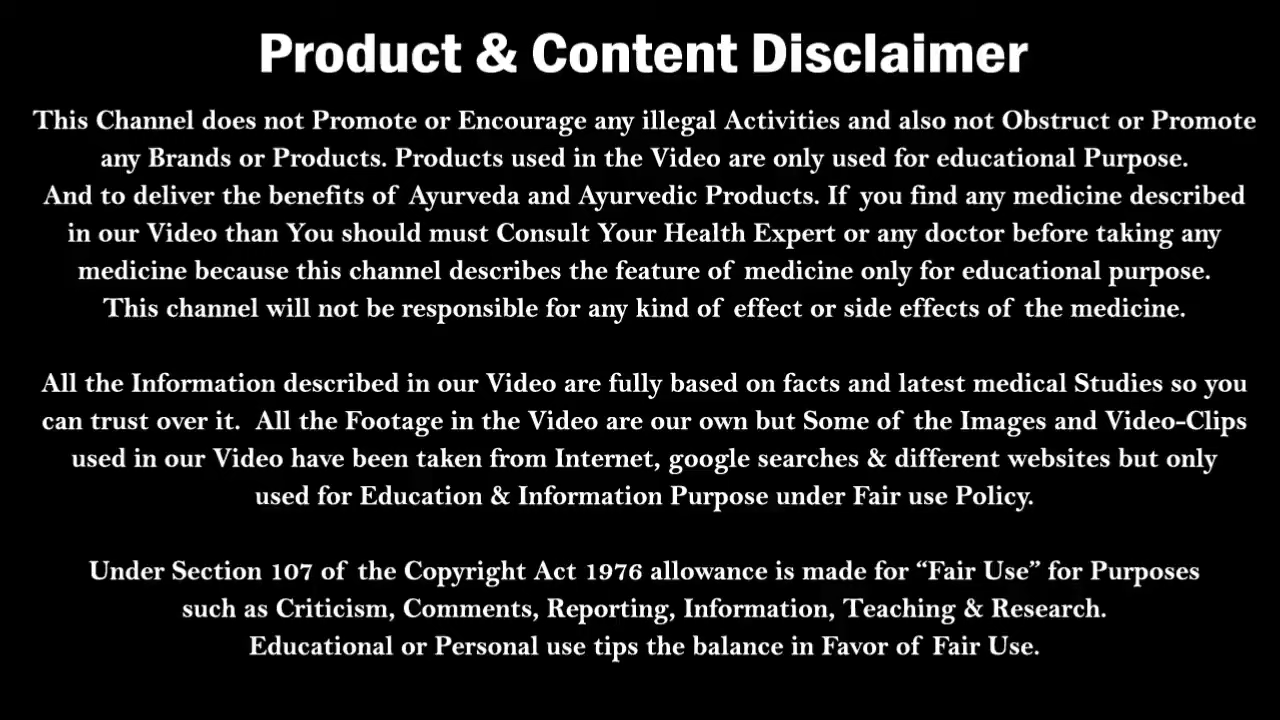 Product & Content Disclaimer
This Channel does not Promote or Encourage any illegal Activities and also not Obstruct or Promote
any Brands or Products. Products used in the Video are only used for educational Purpose.
And to deliver the benefits of Ayurveda and Ayurvedic Products. If you find any medicine described
in our Video than You should must Consult Your Health Expert or any doctor before taking any
medicine because this channel describes the feature of medicine only for educational purpose.
This channel will not be responsible for any kind of effect or side effects of the medicine.
All the Information described in our Video are fully based on facts and latest medical Studies so you
can trust over it. All the Footage in the Video are our own but Some of the Images and Video-Clips
used in our Video have been taken from Internet, google searches & different websites but only
used for Education & Information Purpose under Fair use Policy.
Under Section 107 of the Copyright Act 1976 allowance is made for “Fair Use” for Purposes
such as Criticism, Comments, Reporting, Information, Teaching & Research.
Educational or Personal use tips the balance in Favor of Fair Use.